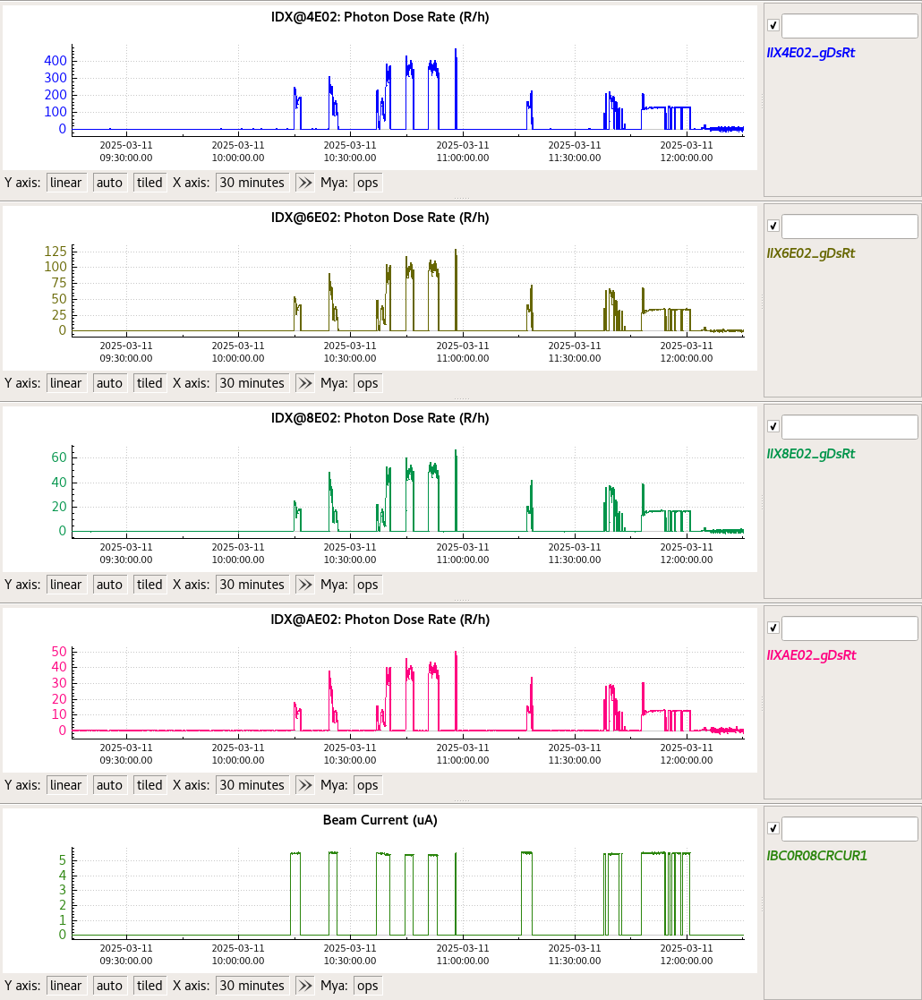 IDX@4E02: Photon Dose Rate (R/h)
IIX4E02_gDsRt
400
300
200
100
0
2025-03-11 2025-03-11 2025-03-11 2025-03-11 2025-03-11 2025-03-11
09:30:00.00 10:00:00.00 10:30:00.00 11:00:00.00 11:30:00.00 12:00:00.00
Y axis: linear auto tiled X axis: 30 minutes >> Mya: ops
IDX@6E02: Photon Dose Rate (R/h)
IIX6E02_gDsRt
125
100
75
50
25
0
2025-03-11 2025-03-11 2025-03-11 2025-03-11 2025-03-11 2025-03-11
09:30:00.00 10:00:00.00 10:30:00.00 11:00:00.00 11:30:00.00 12:00:00.00
Y axis: linear auto tiled X axis: 30 minutes >> Mya: ops
IDX@8E02: Photon Dose Rate (R/h)
IIX8E02_gDsRt
60
40
20
0
2025-03-11 2025-03-11 2025-03-11 2025-03-11 2025-03-11 2025-03-11
09:30:00.00 10:00:00.00 10:30:00.00 11:00:00.00 11:30:00.00 12:00:00.00
Y axis: linear auto tiled X axis: 30 minutes >> Mya: ops
IDX@AE02: Photon Dose Rate (R/h)
IIXAE02_gDsRt
50
40
30
20
10
0
2025-03-11 2025-03-11 2025-03-11 2025-03-11 2025-03-11 2025-03-11
09:30:00.00 10:00:00.00 10:30:00.00 11:00:00.00 11:30:00.00 12:00:00.00
Y axis: linear auto tiled X axis: 30 minutes >> Mya: ops
Beam Current (uA)
IBC0R08CRCUR1
5
4
3
2
1
0
2025-03-11 2025-03-11 2025-03-11 2025-03-11 2025-03-11 2025-03-11
09:30:00.00 10:00:00.00 10:30:00.00 11:00:00.00 11:30:00.00 12:00:00.00
Y axis: linear auto tiled X axis: 30 minutes >> Mya: ops